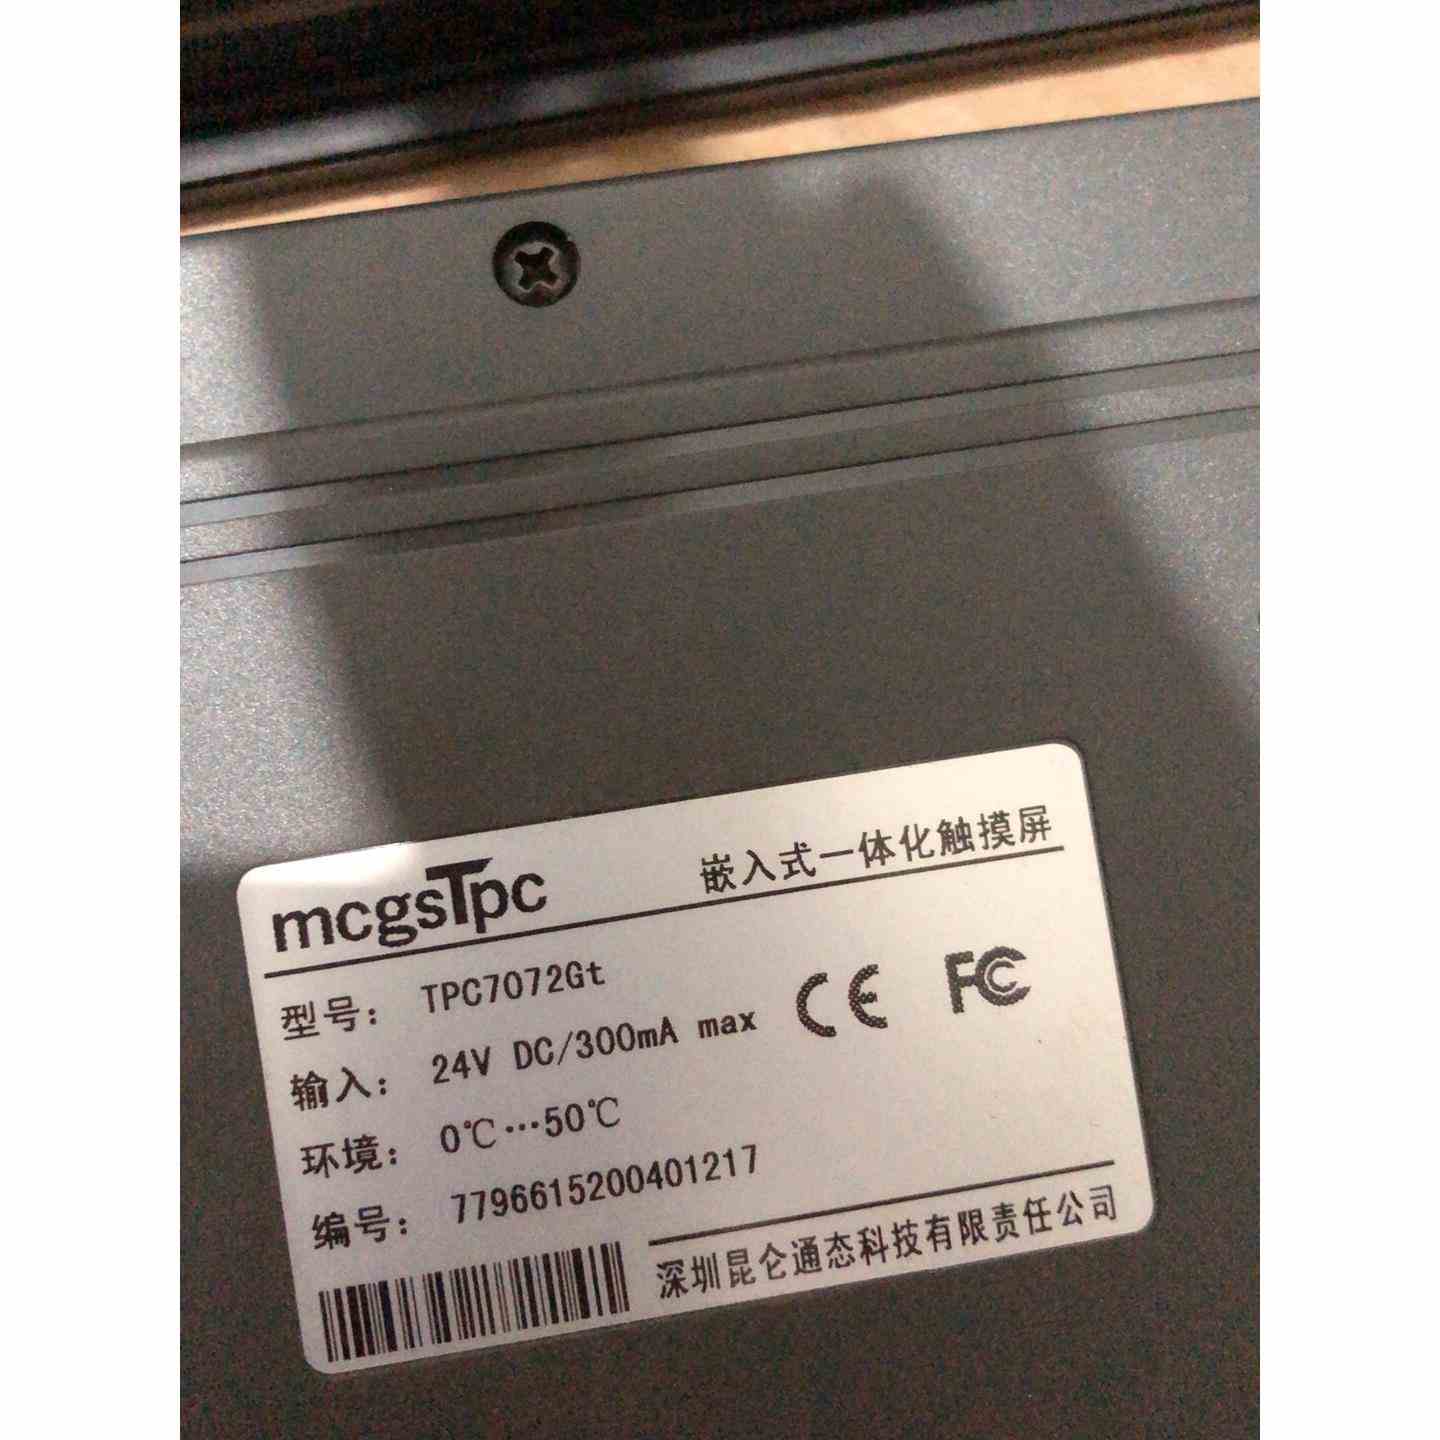 mcgsTpc 嵌入式一体化触摸屏
型号： TPC7072Gt
输入： 24V DC/300mA max CE FC
环境： 0℃…50℃
编号： 7796615200401217
深圳昆仑通态科技有限责任公司